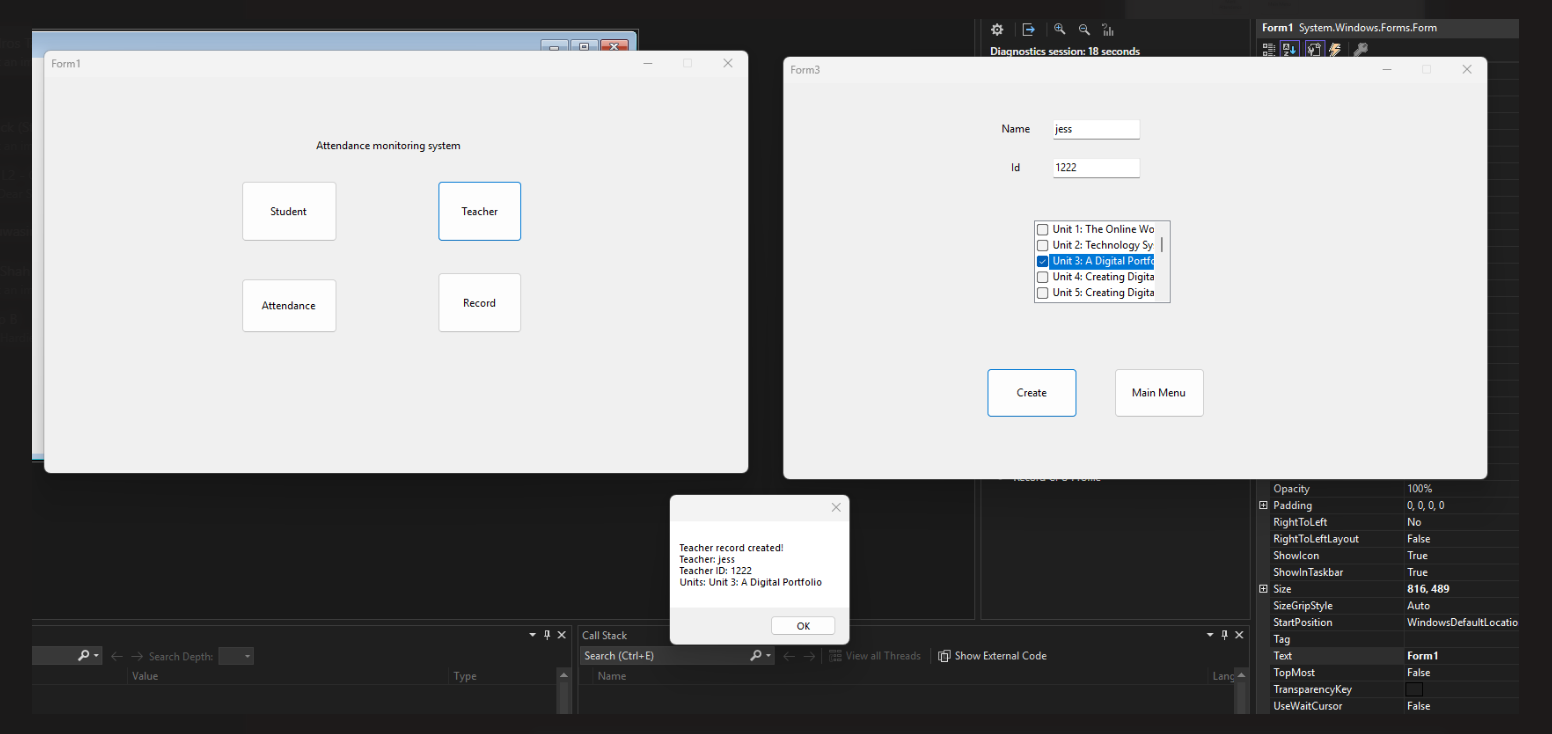 Form1 System.Windows.Forms.Form
Diagnostics session: 18 seconds
Form1
Attendance monitoring system
Student
Teacher
Attendance
Record
Form3
Name
jess
Id
1222
Unit 1: The Online Wo
Unit 2: Technology Sy
Unit 3: A Digital Portfo
Unit 4: Creating Digita
Unit 5: Creating Digita
Create
Main Menu
Teacher record created!
Teacher: jess
Teacher ID: 1222
Units: Unit 3: A Digital Portfolio
OK
Opacity 100%
Padding 0, 0, 0, 0
RightToLeft No
RightToLeftLayout False
ShowIcon True
ShowInTaskbar True
Size 816, 489
SizeGripStyle Auto
StartPosition WindowsDefaultLocatio
Tag
Text Form1
TopMost False
TransparencyKey
UseWaitCursor False
Search Depth:
Value Type
Call Stack
Search (Ctrl+E)
View all Threads
Show External Code
Name Lang